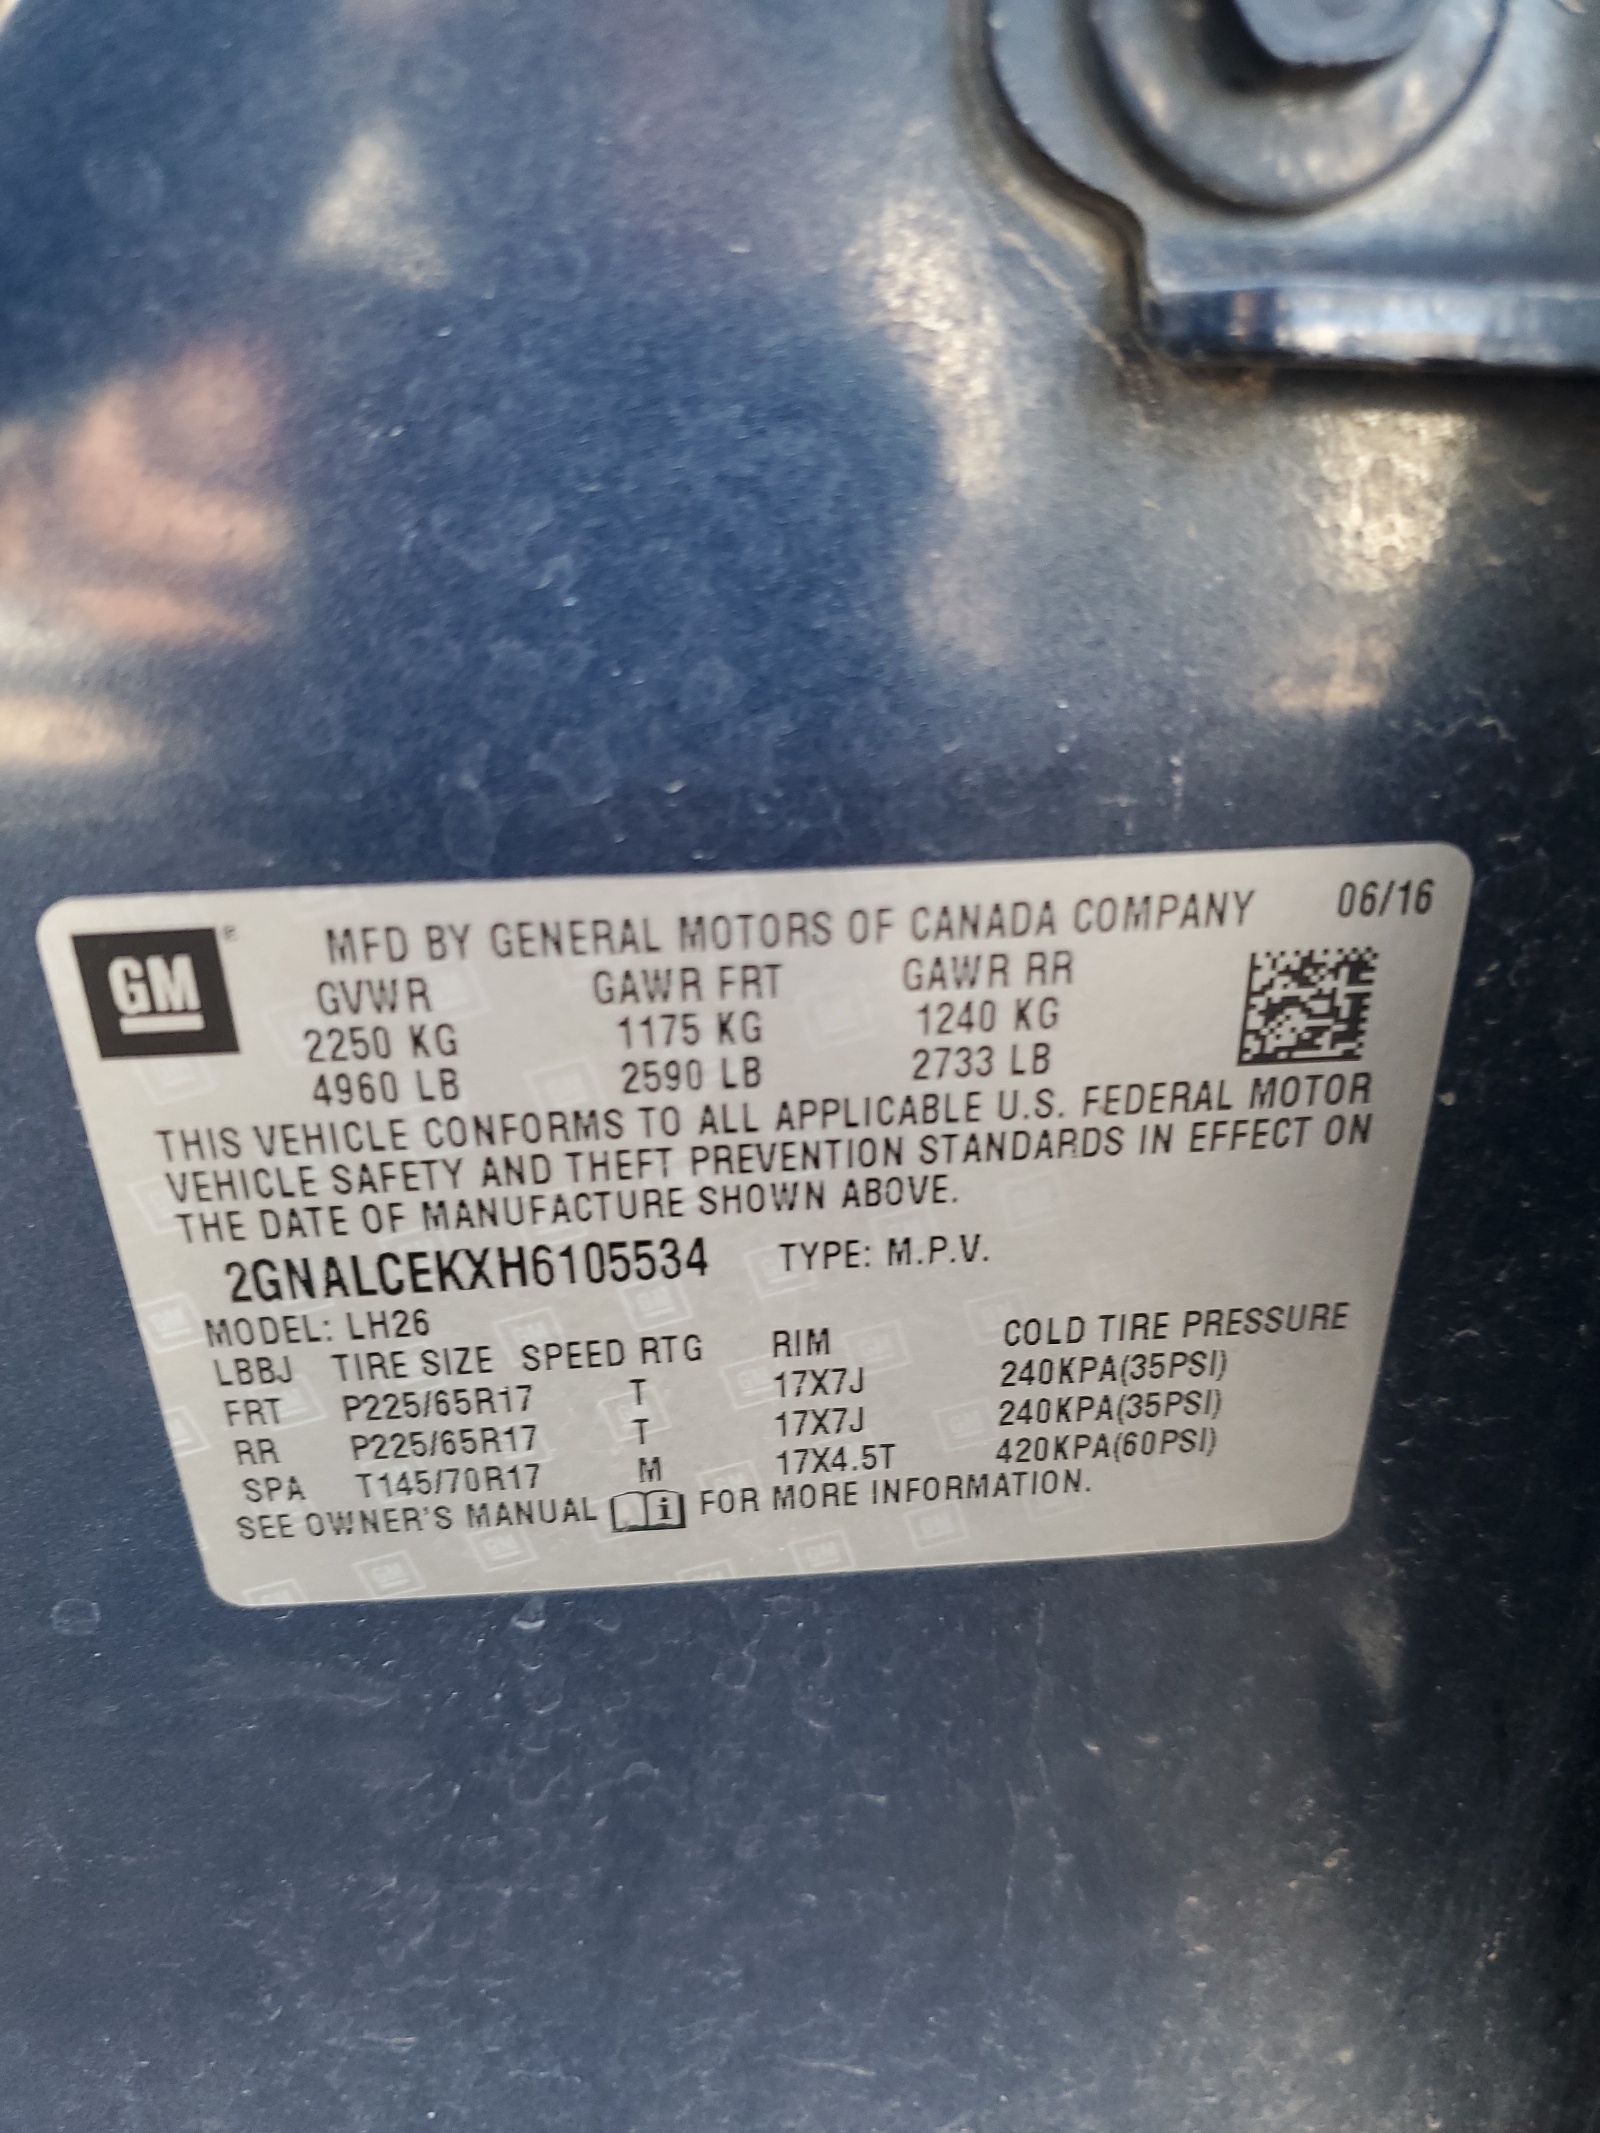 GM ® MFD BY GENERAL MOTORS OF CANADA COMPANY 06/16
GVWR GAWR FRT GAWR RR
2250 KG 1175 KG 1240 KG
4960 LB 2590 LB 2733 LB
THIS VEHICLE CONFORMS TO ALL APPLICABLE U.S. FEDERAL MOTOR
VEHICLE SAFETY AND THEFT PREVENTION STANDARDS IN EFFECT ON
THE DATE OF MANUFACTURE SHOWN ABOVE.
2GNALCEKXH6105534 TYPE: M.P.V.
MODEL: LH26
LBBJ TIRE SIZE SPEED RTG RIM COLD TIRE PRESSURE
FRT P225/65R17 T 17X7J 240KPA(35PSI)
RR P225/65R17 T 17X7J 240KPA(35PSI)
SPA T145/70R17 M 17X4.5T 420KPA(60PSI)
SEE OWNER'S MANUAL i FOR MORE INFORMATION.